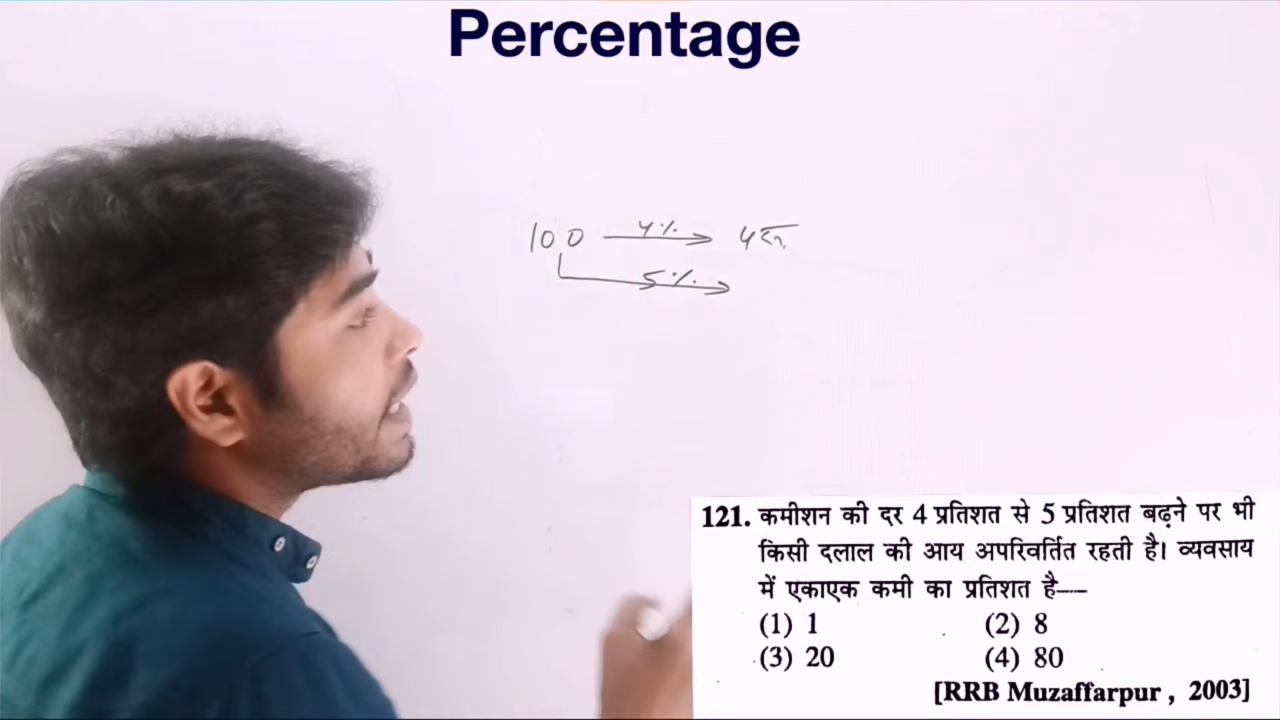 Percentage
100 4% 4रु.
5%
121. कमीशन की दर 4 प्रतिशत से 5 प्रतिशत बढ़ने पर भी
किसी दलाल की आय अपरिवर्तित रहती है। व्यवसाय
में एकाएक कमी का प्रतिशत है—
(1) 1 (2) 8
(3) 20 (4) 80
[RRB Muzaffarpur , 2003]